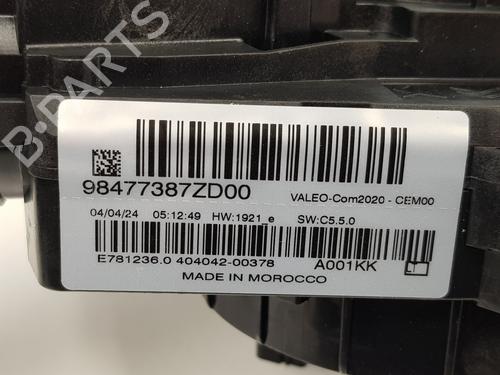 98477387ZD00
VALEO-Com2020 - CEM00
04/04/24 05:12:49 HW:1921_e SW:C5.5.0
E781236.0 404042-00378 A001KK
MADE IN MOROCCO
B-PARTS